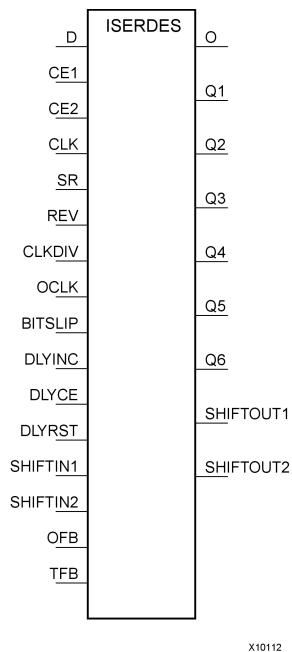 ISERDES
D
O
CE1
Q1
CE2
CLK
Q2
SR
Q3
REV
CLKDIV
Q4
OCLK
Q5
BITSLIP
DLYINC
Q6
DLYCE
SHIFTOUT1
DLYRST
SHIFTIN1
SHIFTOUT2
SHIFTIN2
OFB
TFB
X10112